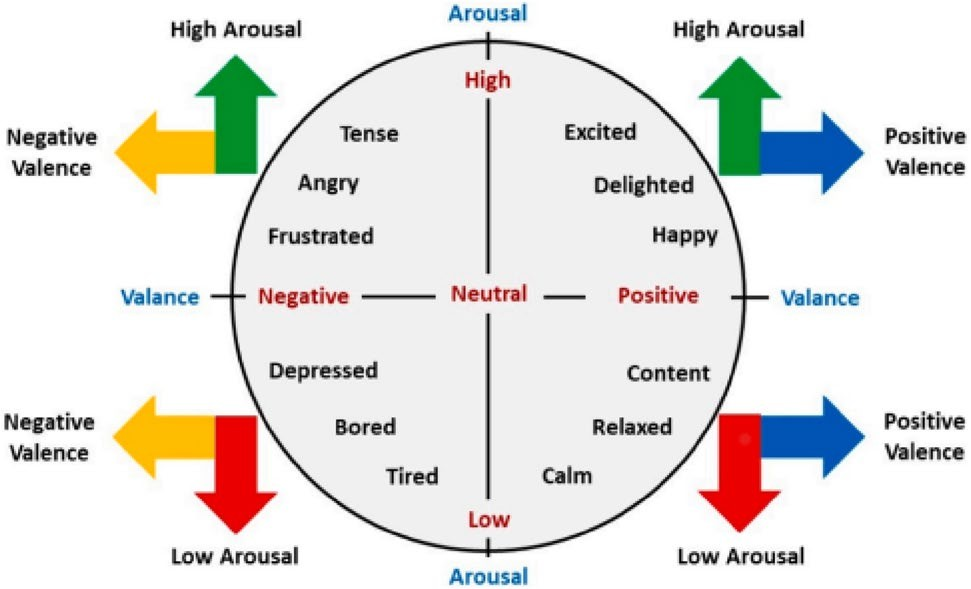 Arousal
High Arousal
High Arousal
High
Tense
Excited
Negative
Valence
Positive
Valence
Angry
Delighted
Frustrated
Happy
Valance
Negative
Neutral
Positive
Valance
Depressed
Content
Negative
Valence
Bored
Relaxed
Positive
Valence
Tired
Calm
Low
Low Arousal
Low Arousal
Arousal